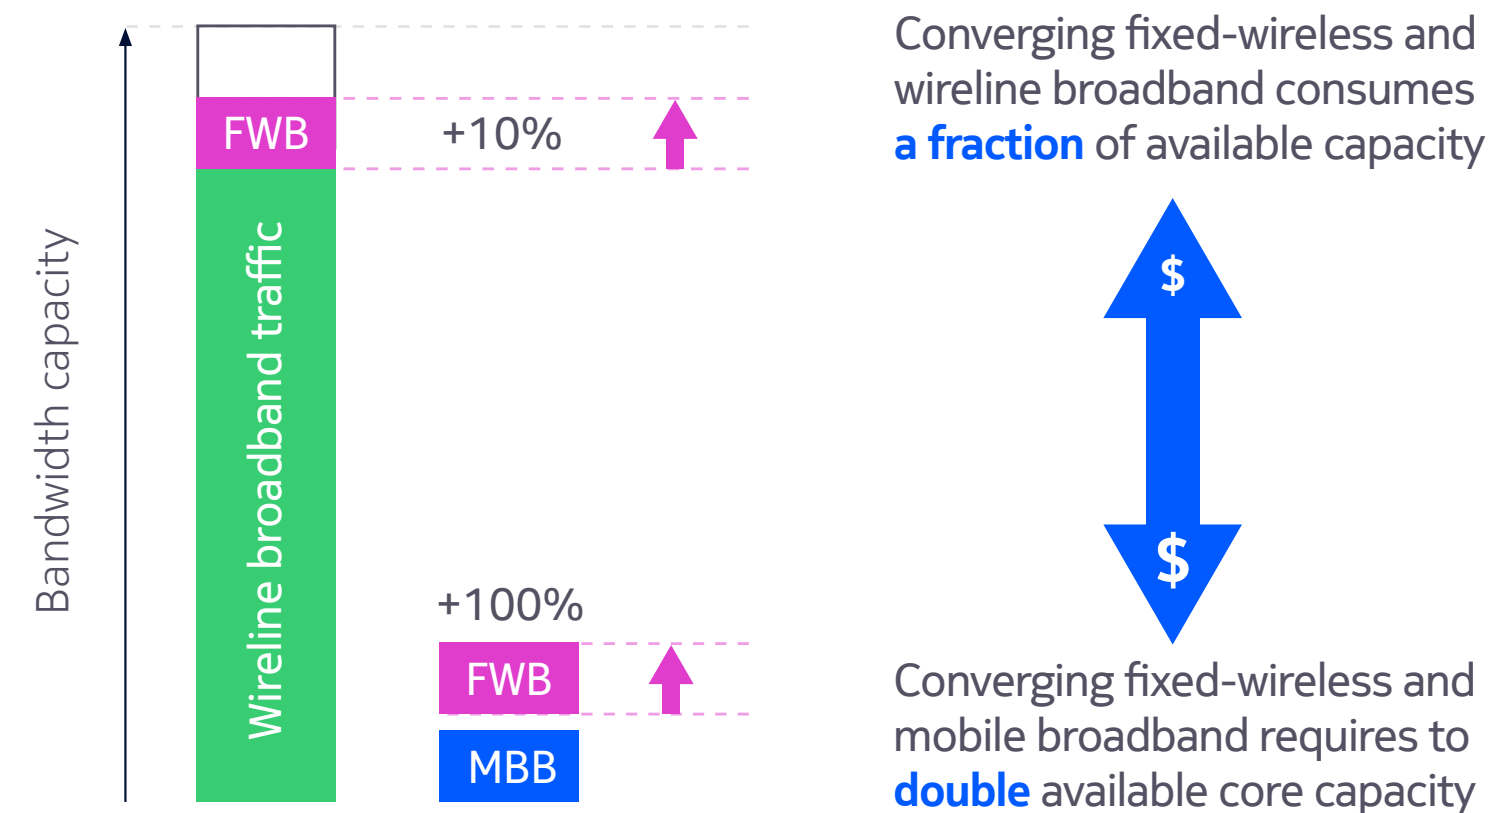 Bandwidth capacity
FWB
Wireline broadband traffic
+10%
+100%
FWB
MBB
Converging fixed-wireless and
wireline broadband consumes
a fraction of available capacity
$
$
Converging fixed-wireless and
mobile broadband requires to
double available core capacity